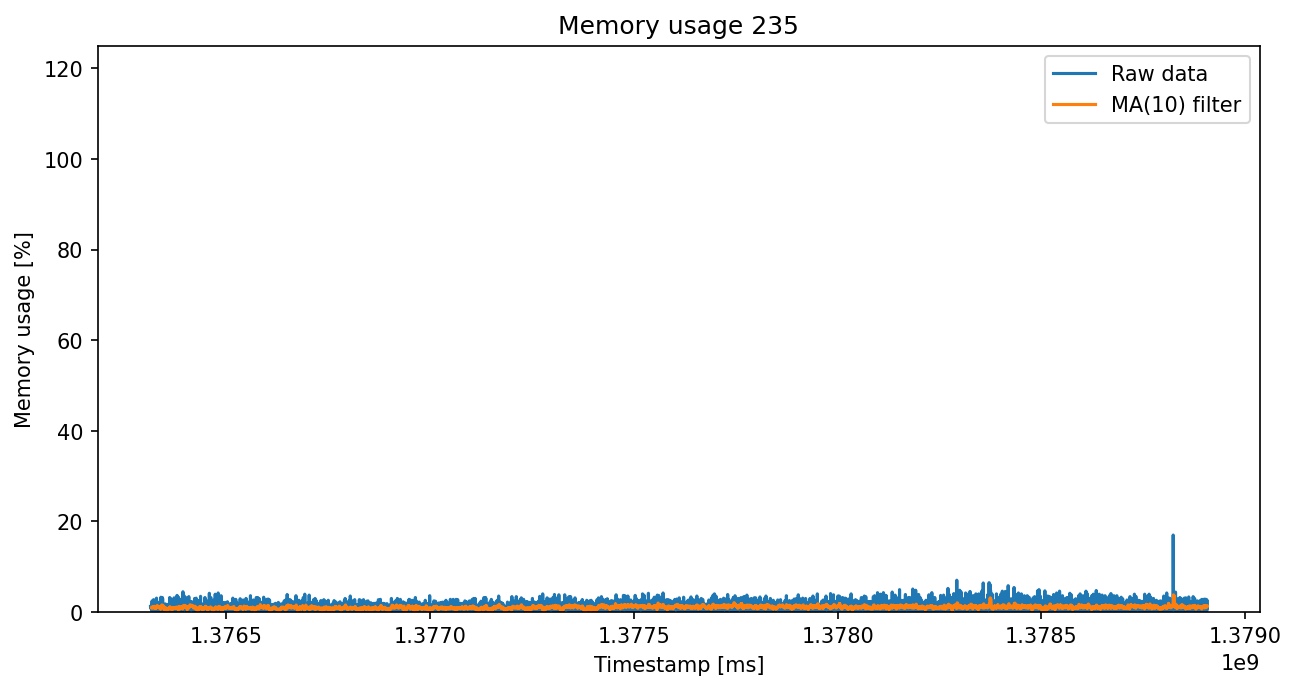 Memory usage 235
120
100
80
60
40
20
0
Memory usage [%]
Raw data
MA(10) filter
1.3765 1.3770 1.3775 1.3780 1.3785 1.3790
1e9
Timestamp [ms]